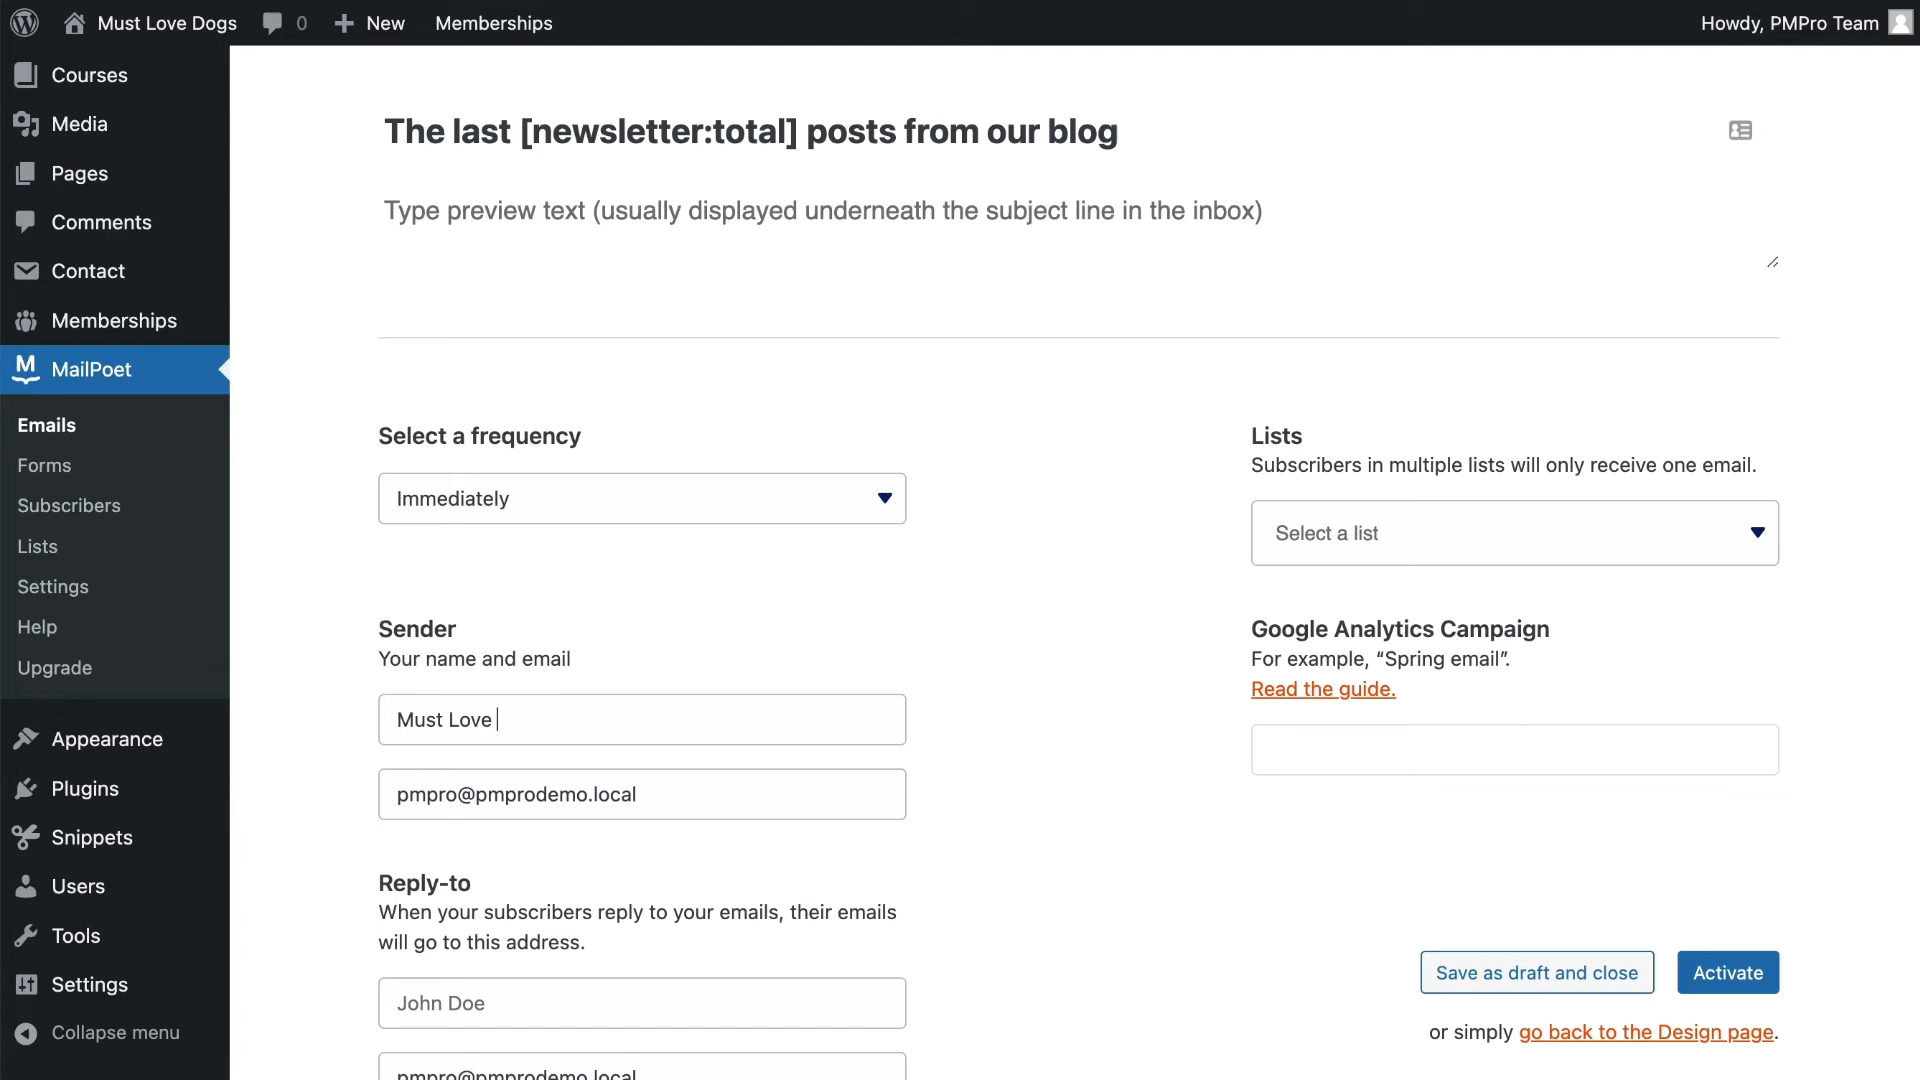 Must Love Dogs 0 New Memberships Howdy, PMPro Team
Courses
Media
Pages
Comments
Contact
Memberships
MailPoet
Emails
Forms
Subscribers
Lists
Settings
Help
Upgrade
Appearance
Plugins
Snippets
Users
Tools
Settings
Collapse menu
The last [newsletter:total] posts from our blog
Type preview text (usually displayed underneath the subject line in the inbox)
Select a frequency
Immediately
Lists
Subscribers in multiple lists will only receive one email.
Select a list
Sender
Your name and email
Must Love
pmpro@pmprodemo.local
Google Analytics Campaign
For example, “Spring email”.
Read the guide.
Reply-to
When your subscribers reply to your emails, their emails
will go to this address.
John Doe
pmpro@pmprodemo.local
Save as draft and close
Activate
or simply go back to the Design page.